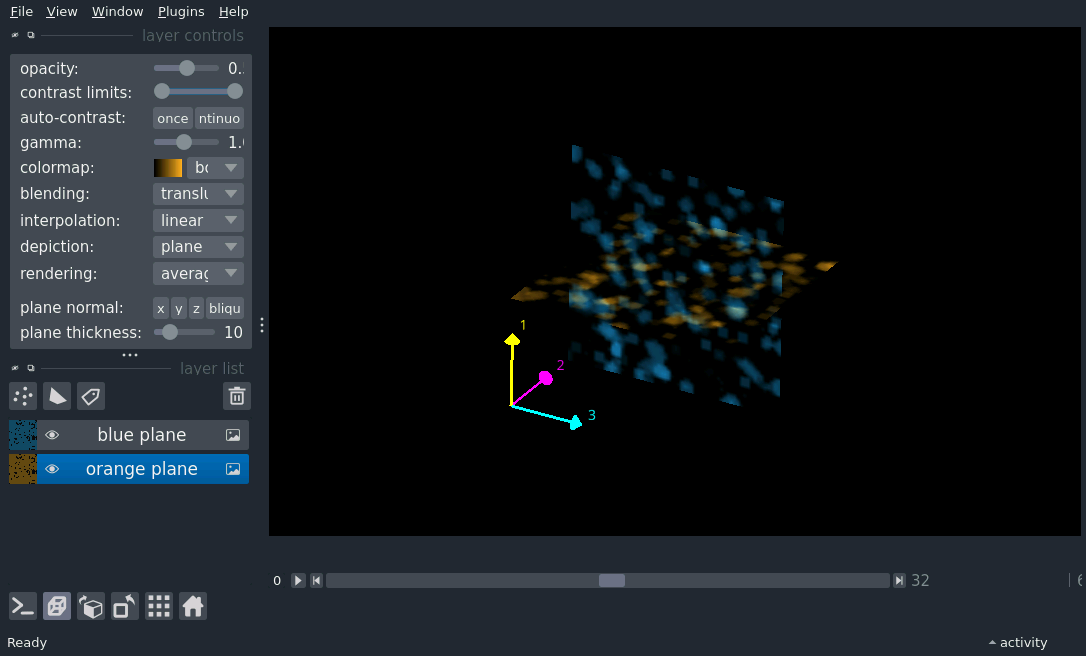 File View Window Plugins Help
layer controls
opacity: 0.
contrast limits:
auto-contrast: once ntinuo
gamma: 1.
colormap: bo
blending: translu
interpolation: linear
depiction: plane
rendering: averag
plane normal: x y z bliqu
plane thickness: 10
layer list
blue plane
orange plane
1
2
3
0 32
Ready
activity